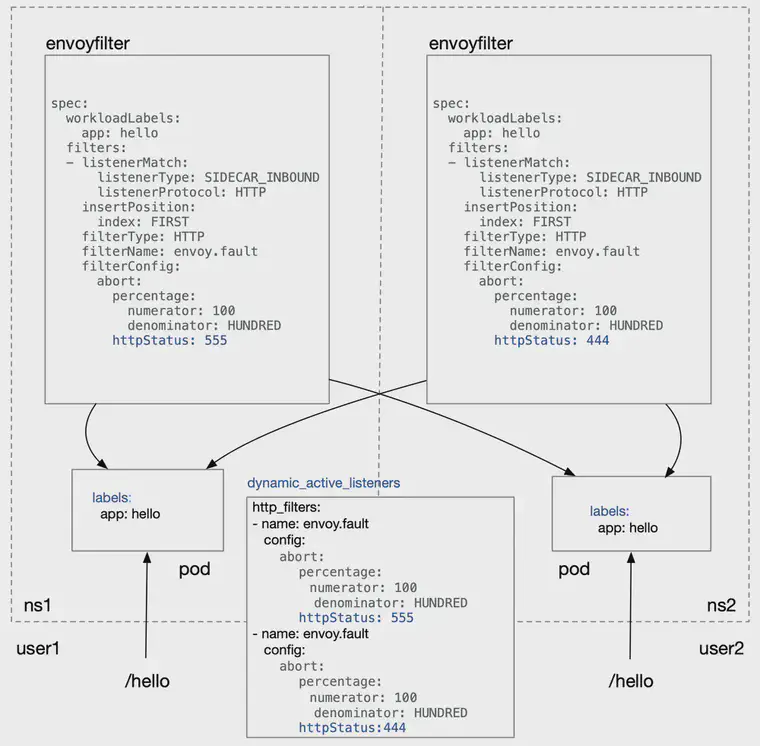 envoyfilter
spec:
workloadLabels:
app: hello
filters:
- listenerMatch:
listenerType: SIDECAR_INBOUND
listenerProtocol: HTTP
insertPosition:
index: FIRST
filterType: HTTP
filterName: envoy.fault
filterConfig:
abort:
percentage:
numerator: 100
denominator: HUNDRED
httpStatus: 555
envoyfilter
spec:
workloadLabels:
app: hello
filters:
- listenerMatch:
listenerType: SIDECAR_INBOUND
listenerProtocol: HTTP
insertPosition:
index: FIRST
filterType: HTTP
filterName: envoy.fault
filterConfig:
abort:
percentage:
numerator: 100
denominator: HUNDRED
httpStatus: 444
labels:
app: hello
pod
ns1
user1
/hello
dynamic_active_listeners
http_filters:
- name: envoy.fault
config:
abort:
percentage:
numerator: 100
denominator: HUNDRED
httpStatus: 555
- name: envoy.fault
config:
abort:
percentage:
numerator: 100
denominator: HUNDRED
httpStatus:444
labels:
app: hello
pod
ns2
user2
/hello